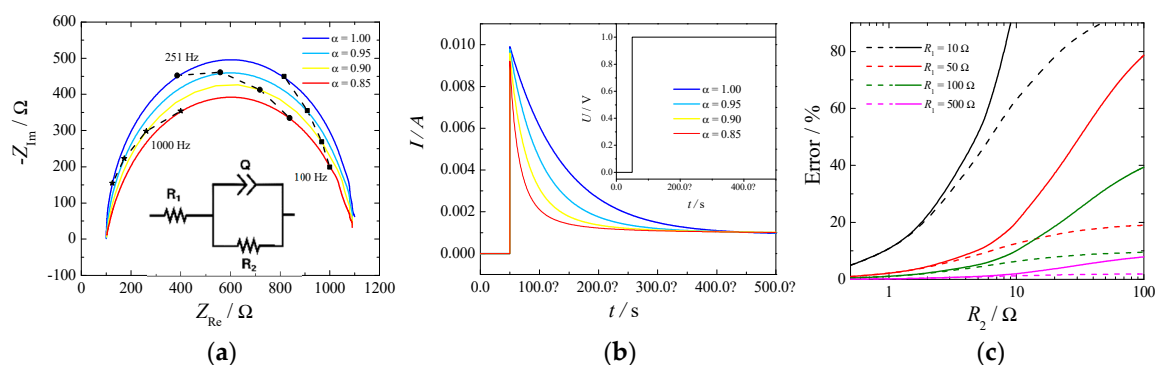 600
500
400
300
200
100
0
-100
-Z_Im / Ω
0 200 400 600 800 1000 1200
Z_Re / Ω
251 Hz
1000 Hz
100 Hz
α = 1.00
α = 0.95
α = 0.90
α = 0.85
R1
Q
R2
(a)
0.010
0.008
0.006
0.004
0.002
0.000
I / A
0.0 100.0? 200.0? 300.0? 400.0? 500.0?
t / s
α = 1.00
α = 0.95
α = 0.90
α = 0.85
1.0
0.8
0.6
0.4
0.2
0.0
U / V
0.0 200.0? 400.0?
t / s
(b)
80
60
40
20
0
Error / %
1 10 100
R2 / Ω
R1 = 10 Ω
R1 = 50 Ω
R1 = 100 Ω
R1 = 500 Ω
(c)